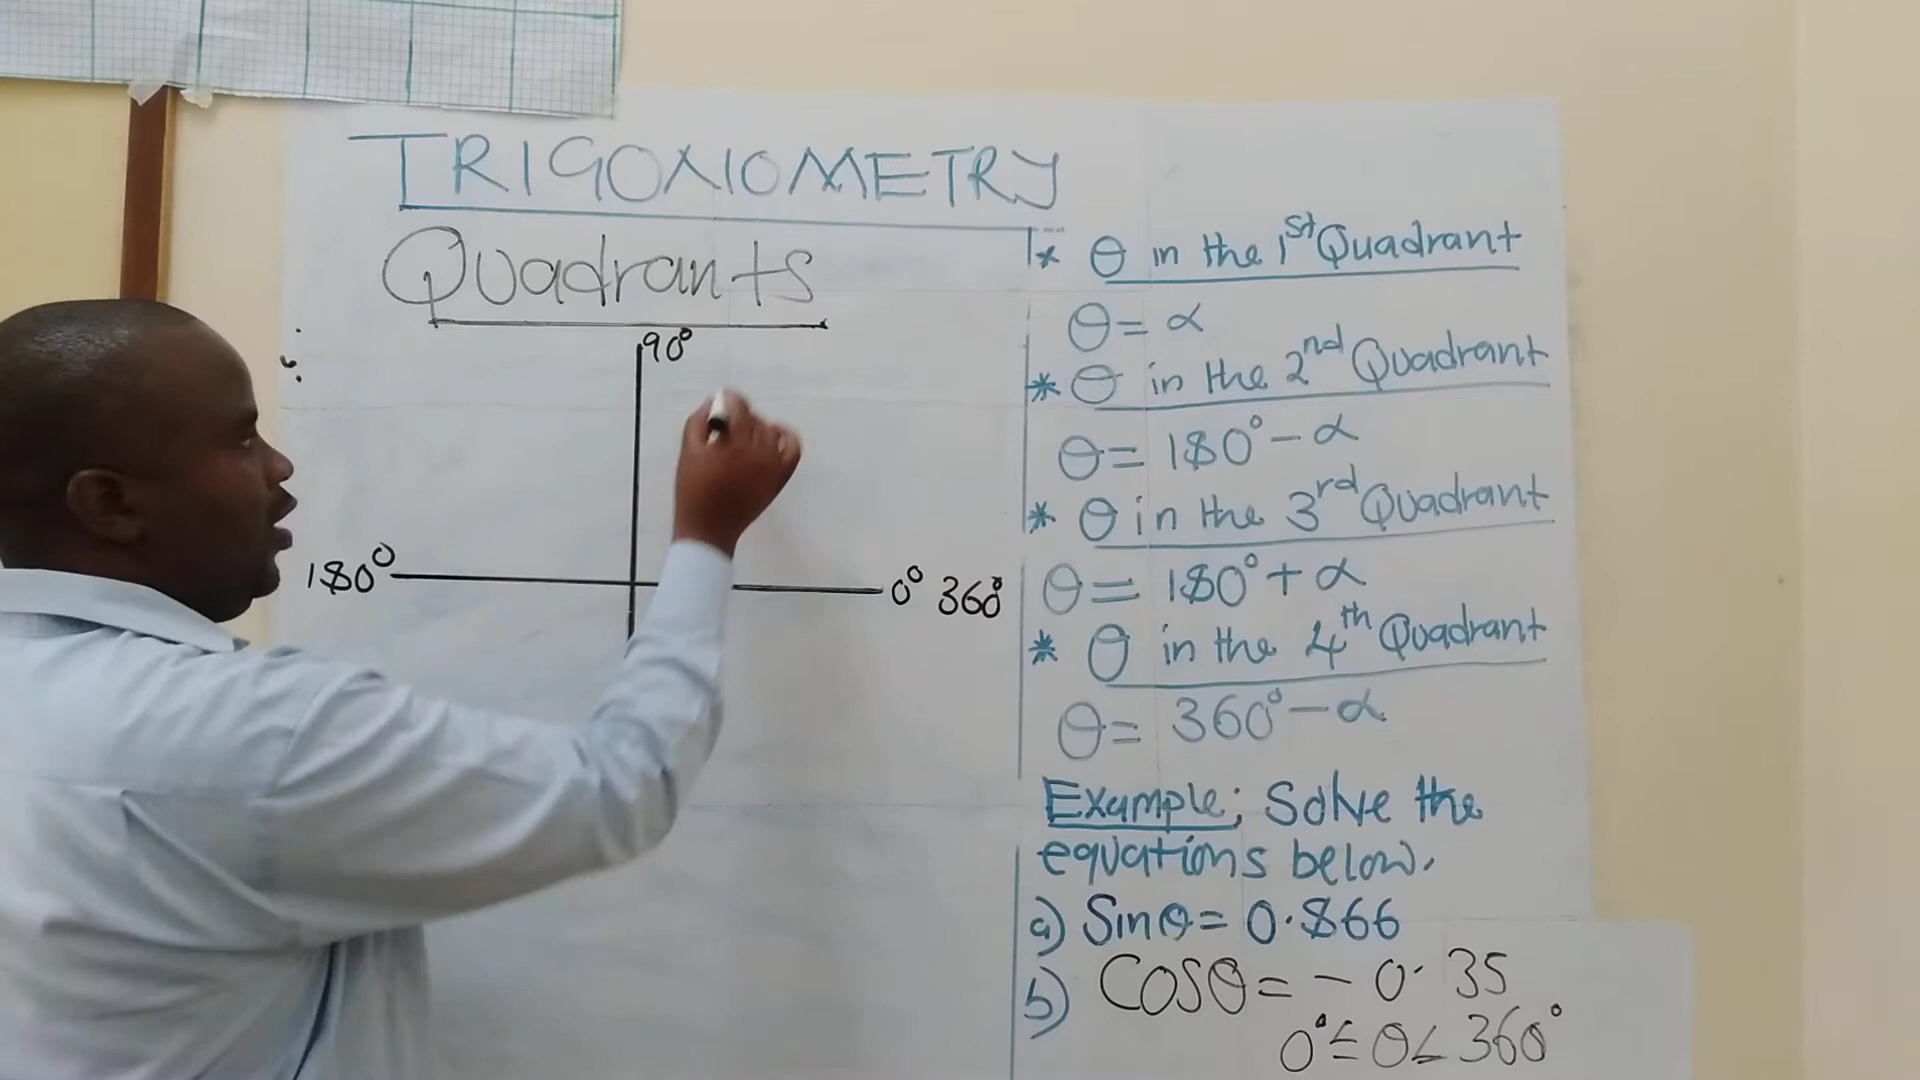 TRIGONOMETRY
Quadrants
90°
180°
0° 360°
1* θ in the 1st Quadrant
θ = α
* θ in the 2nd Quadrant
θ = 180° - α
* θ in the 3rd Quadrant
θ = 180° + α
* θ in the 4th Quadrant
θ = 360° - α
Example; Solve the
equations below.
a) Sinθ = 0.866
b) COSθ = - 0.35
0° ≤ θ ≤ 360°